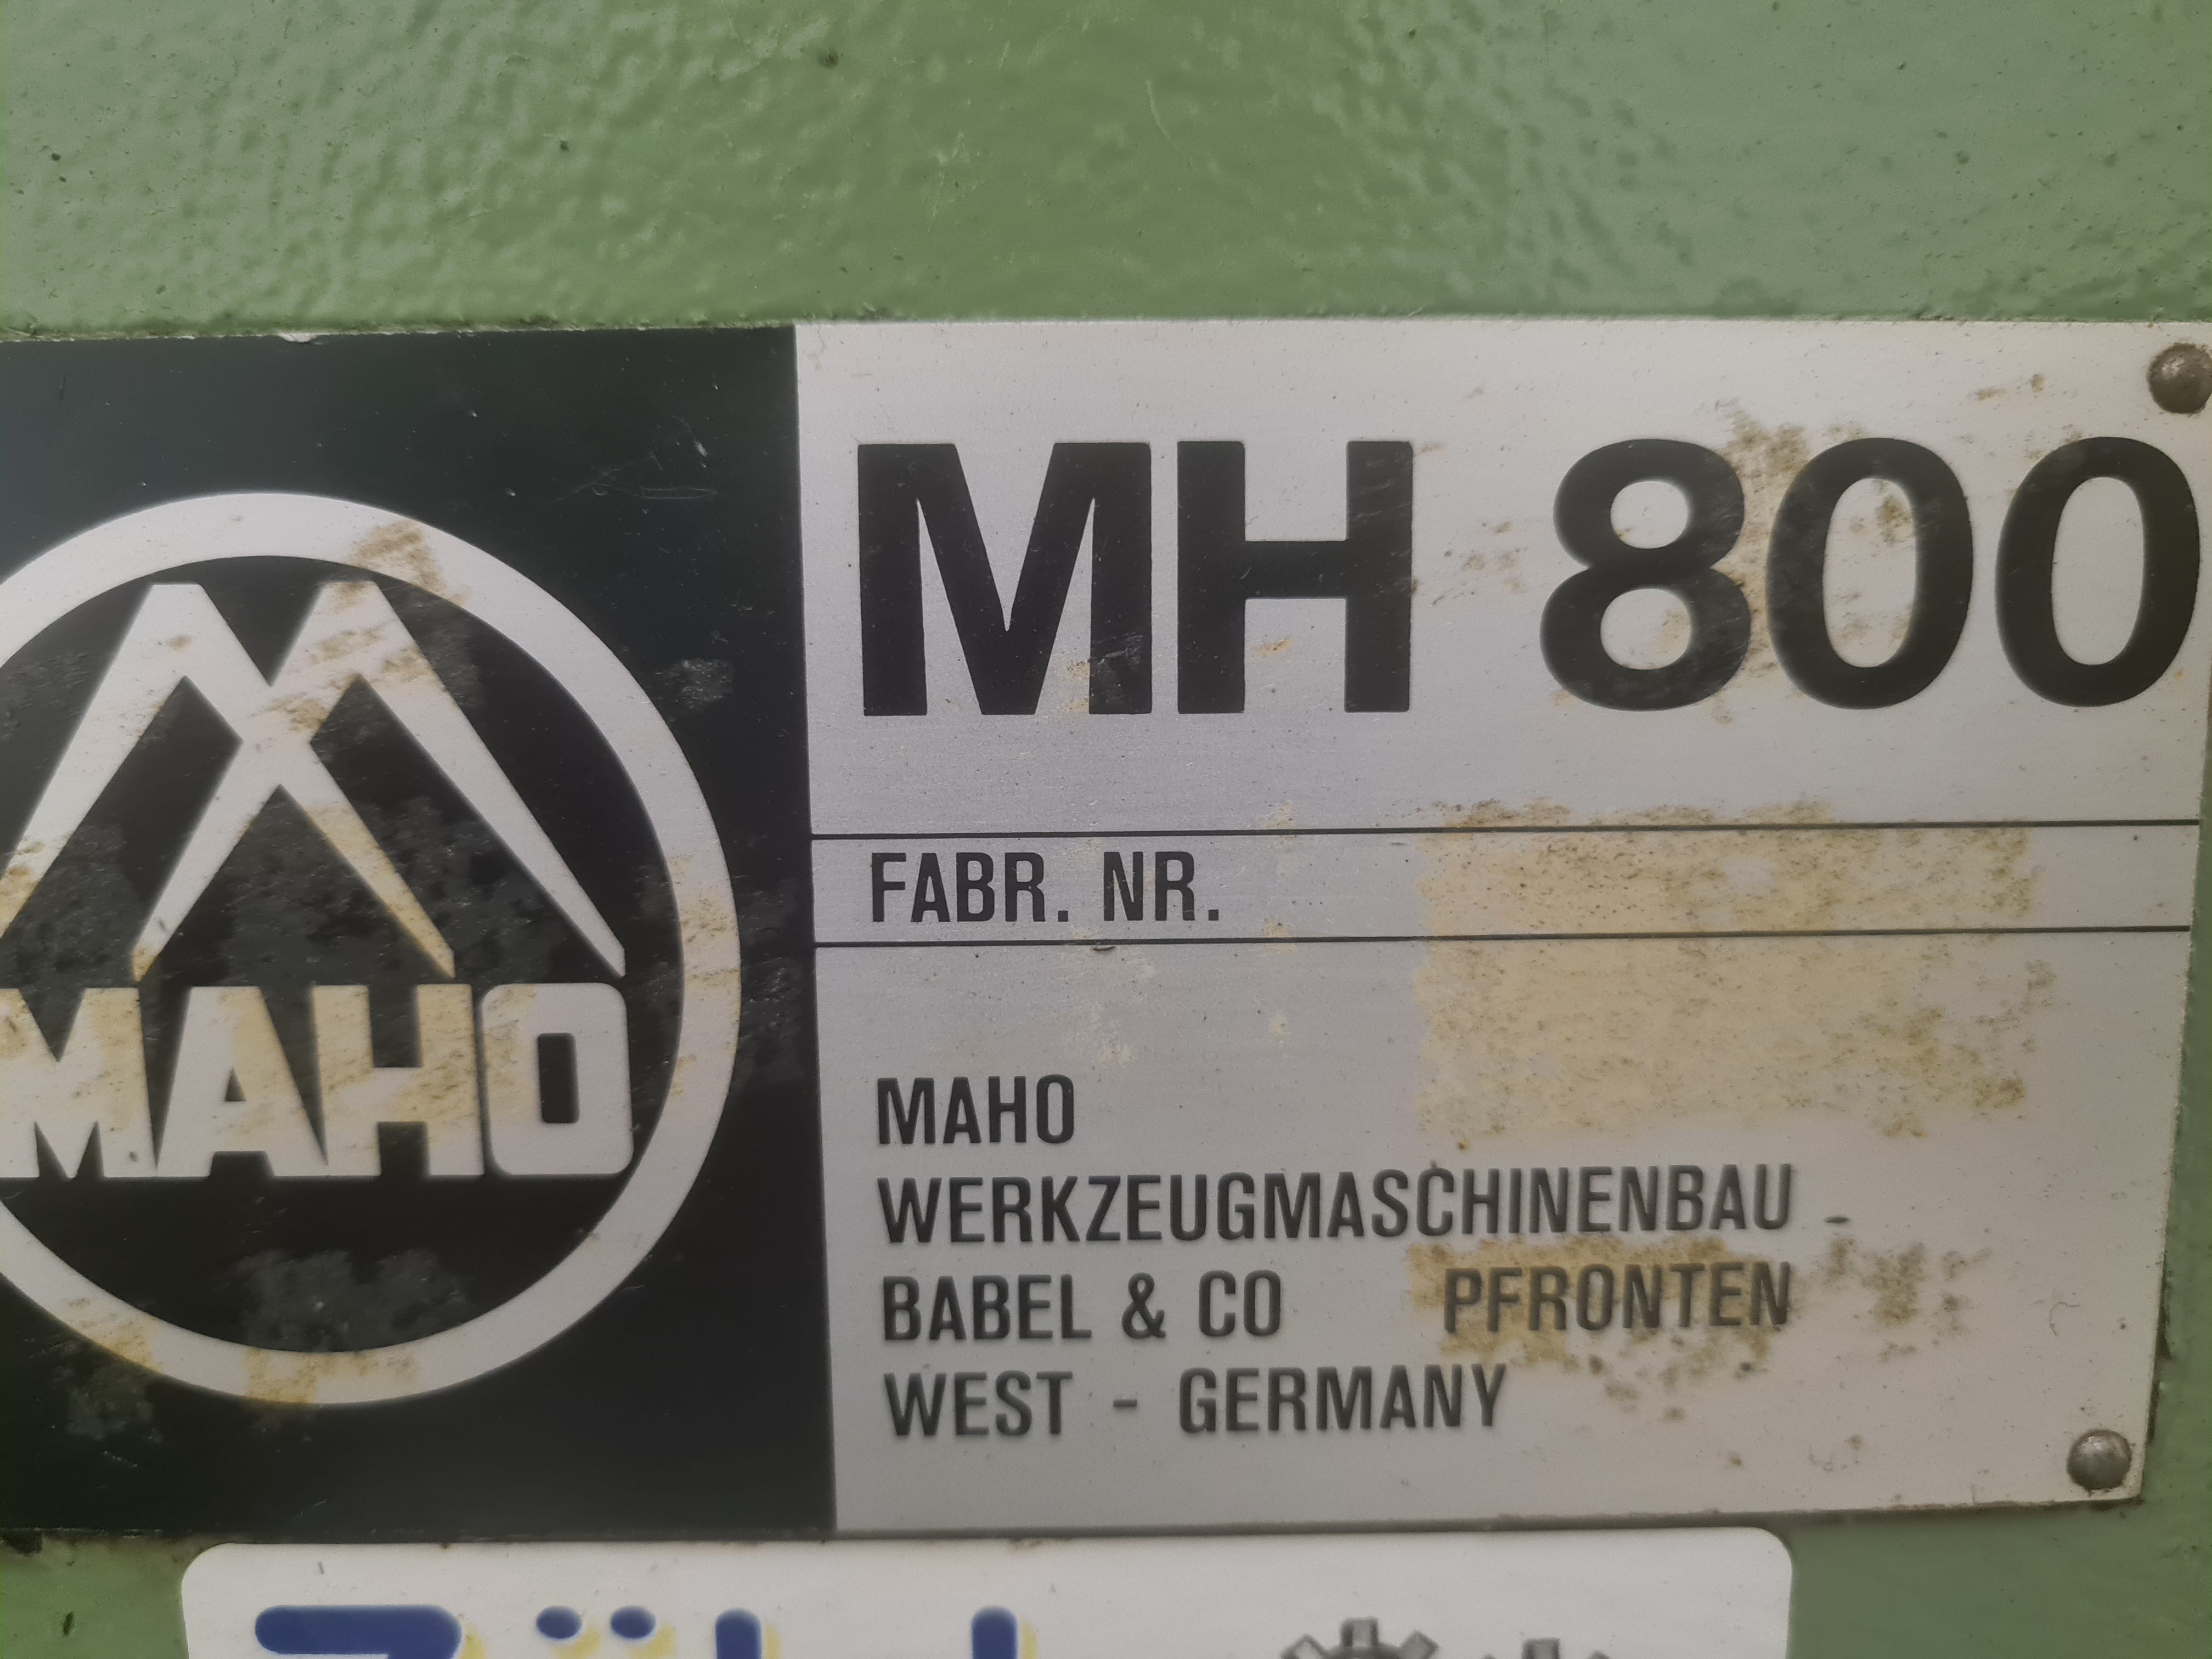 MAHO
MH 800
FABR. NR.
MAHO
WERKZEUGMASCHINENBAU -
BABEL & CO PFRONTEN
WEST - GERMANY